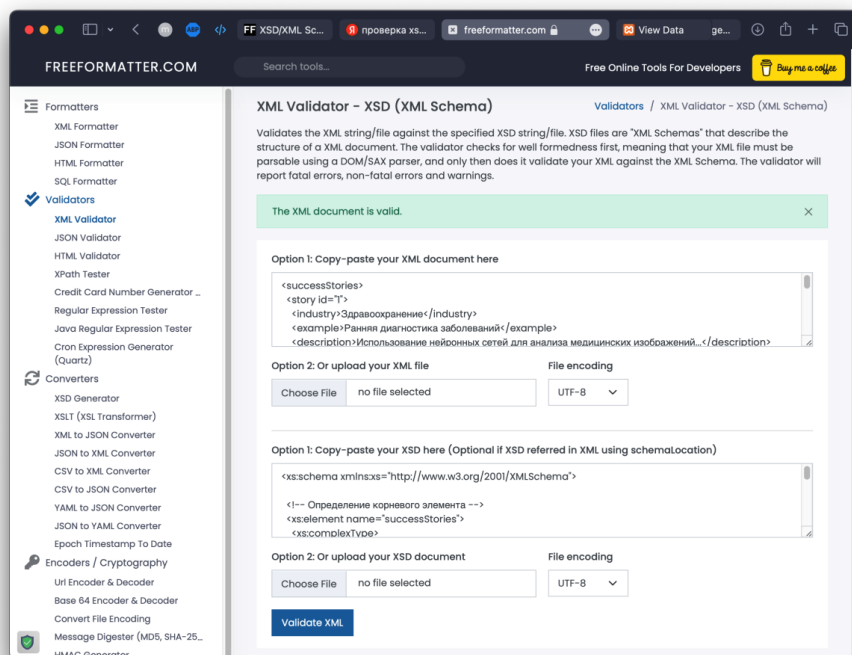 FF XSD/XML Sc...
Я проверка xs...
freeformatter.com
View Data
ge...
m
ABP
</>
FREEFORMATTER.COM
Search tools...
Free Online Tools For Developers
Buy me a coffee
Formatters
XML Formatter
JSON Formatter
HTML Formatter
SQL Formatter
Validators
XML Validator
JSON Validator
HTML Validator
XPath Tester
Credit Card Number Generator ...
Regular Expression Tester
Java Regular Expression Tester
Cron Expression Generator
(Quartz)
Converters
XSD Generator
XSLT (XSL Transformer)
XML to JSON Converter
JSON to XML Converter
CSV to XML Converter
CSV to JSON Converter
YAML to JSON Converter
JSON to YAML Converter
Epoch Timestamp To Date
Encoders / Cryptography
Url Encoder & Decoder
Base 64 Encoder & Decoder
Convert File Encoding
Message Digester (MD5, SHA-25...
HMAC Generator
XML Validator - XSD (XML Schema)
Validators / XML Validator - XSD (XML Schema)
Validates the XML string/file against the specified XSD string/file. XSD files are "XML Schemas" that describe the
structure of a XML document. The validator checks for well formedness first, meaning that your XML file must be
parsable using a DOM/SAX parser, and only then does it validate your XML against the XML Schema. The validator will
report fatal errors, non-fatal errors and warnings.
The XML document is valid.
Option 1: Copy-paste your XML document here
<successStories>
<story id="1">
<industry>Здравоохранение</industry>
<example>Ранняя диагностика заболеваний</example>
<description>Использование нейронных сетей для анализа медицинских изображений...</description>
Option 2: Or upload your XML file
File encoding
Choose File
no file selected
UTF-8
Option 1: Copy-paste your XSD here (Optional if XSD referred in XML using schemaLocation)
<xs:schema xmlns:xs="http://www.w3.org/2001/XMLSchema">
<!-- Определение корневого элемента -->
<xs:element name="successStories">
<xs:complexType>
Option 2: Or upload your XSD document
File encoding
Choose File
no file selected
UTF-8
Validate XML